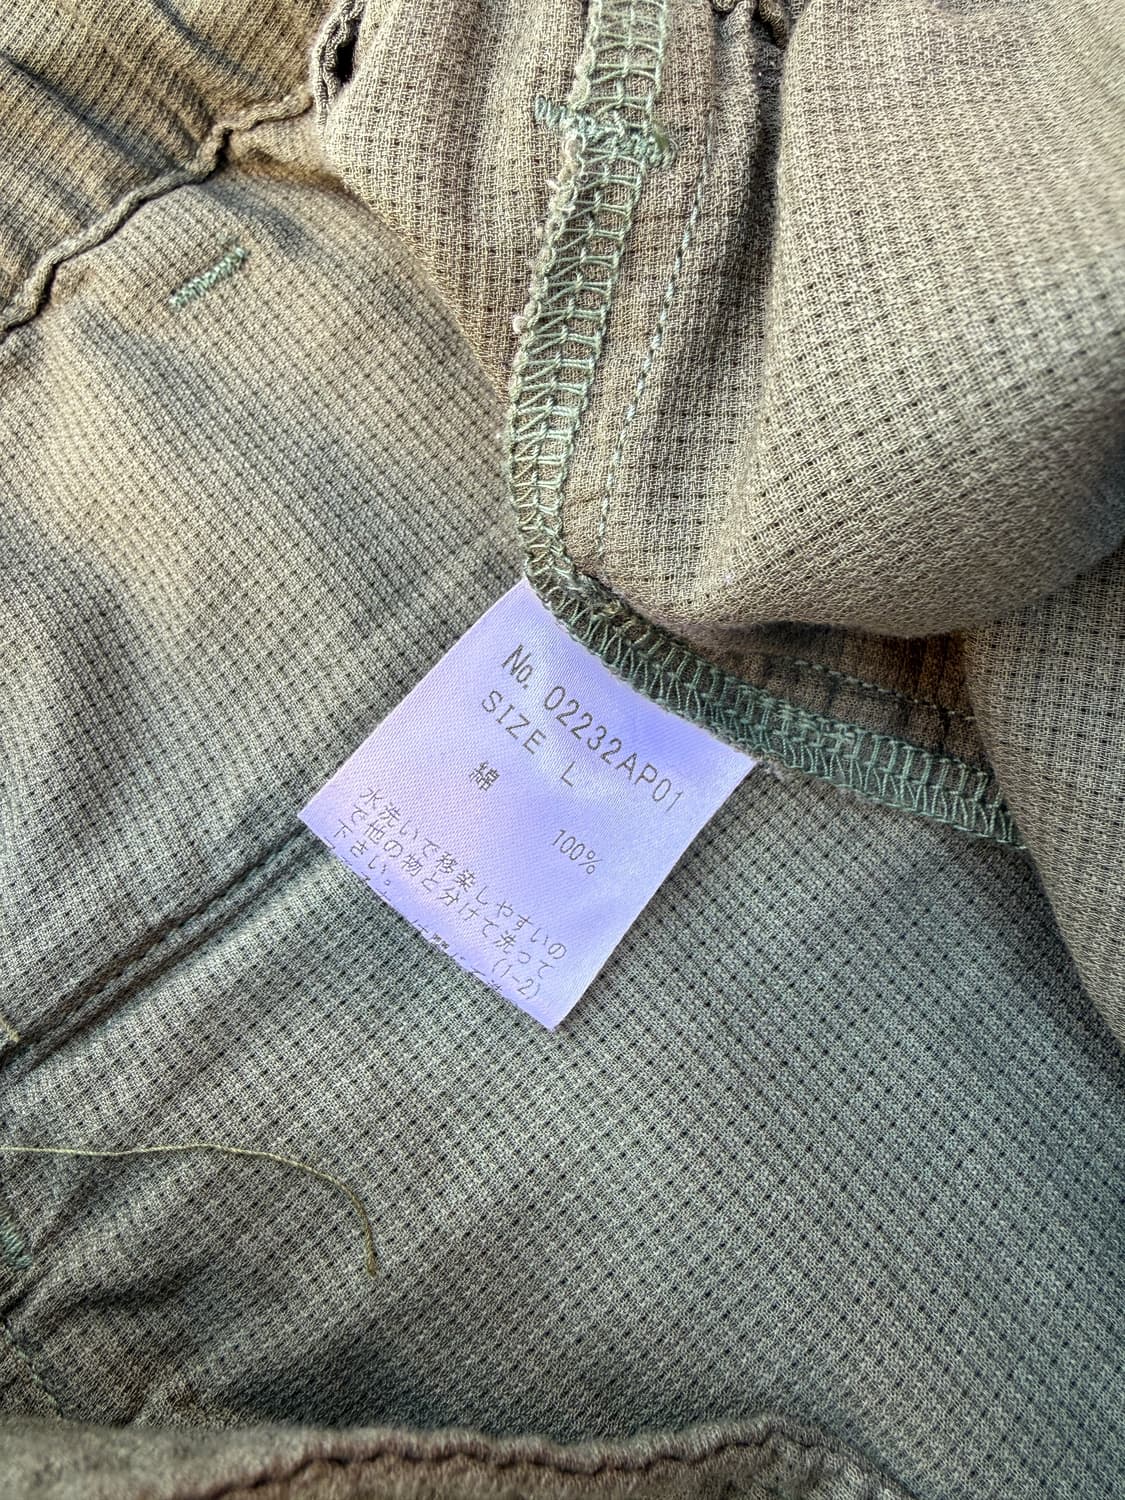 No. 02232AP01
SIZE L
綿 100%
水洗いで移染しやすいの
で他の物と分けて洗って
下さい。 (1-2)